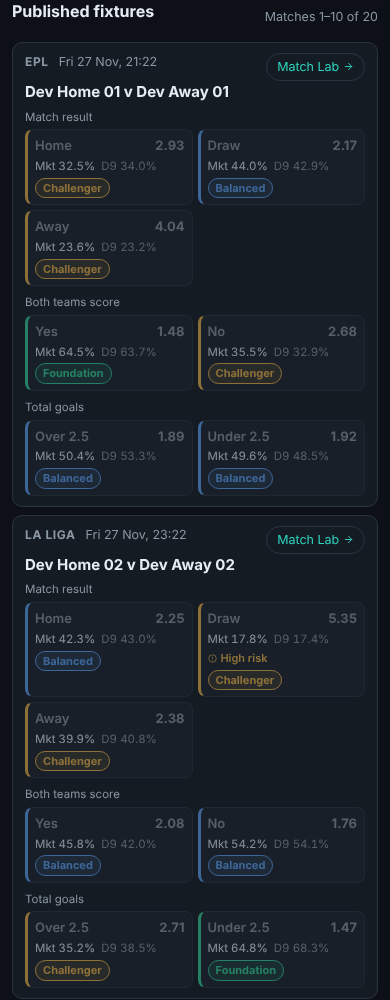 Published fixtures
Matches 1–10 of 20
EPL Fri 27 Nov, 21:22
Match Lab →
Dev Home 01 v Dev Away 01
Match result
Home 2.93
Mkt 32.5% D9 34.0%
Challenger
Draw 2.17
Mkt 44.0% D9 42.9%
Balanced
Away 4.04
Mkt 23.6% D9 23.2%
Challenger
Both teams score
Yes 1.48
Mkt 64.5% D9 63.7%
Foundation
No 2.68
Mkt 35.5% D9 32.9%
Challenger
Total goals
Over 2.5 1.89
Mkt 50.4% D9 53.3%
Balanced
Under 2.5 1.92
Mkt 49.6% D9 48.5%
Balanced
LA LIGA Fri 27 Nov, 23:22
Match Lab →
Dev Home 02 v Dev Away 02
Match result
Home 2.25
Mkt 42.3% D9 43.0%
Balanced
Draw 5.35
Mkt 17.8% D9 17.4%
High risk
Challenger
Away 2.38
Mkt 39.9% D9 40.8%
Challenger
Both teams score
Yes 2.08
Mkt 45.8% D9 42.0%
Balanced
No 1.76
Mkt 54.2% D9 54.1%
Balanced
Total goals
Over 2.5 2.71
Mkt 35.2% D9 38.5%
Challenger
Under 2.5 1.47
Mkt 64.8% D9 68.3%
Foundation